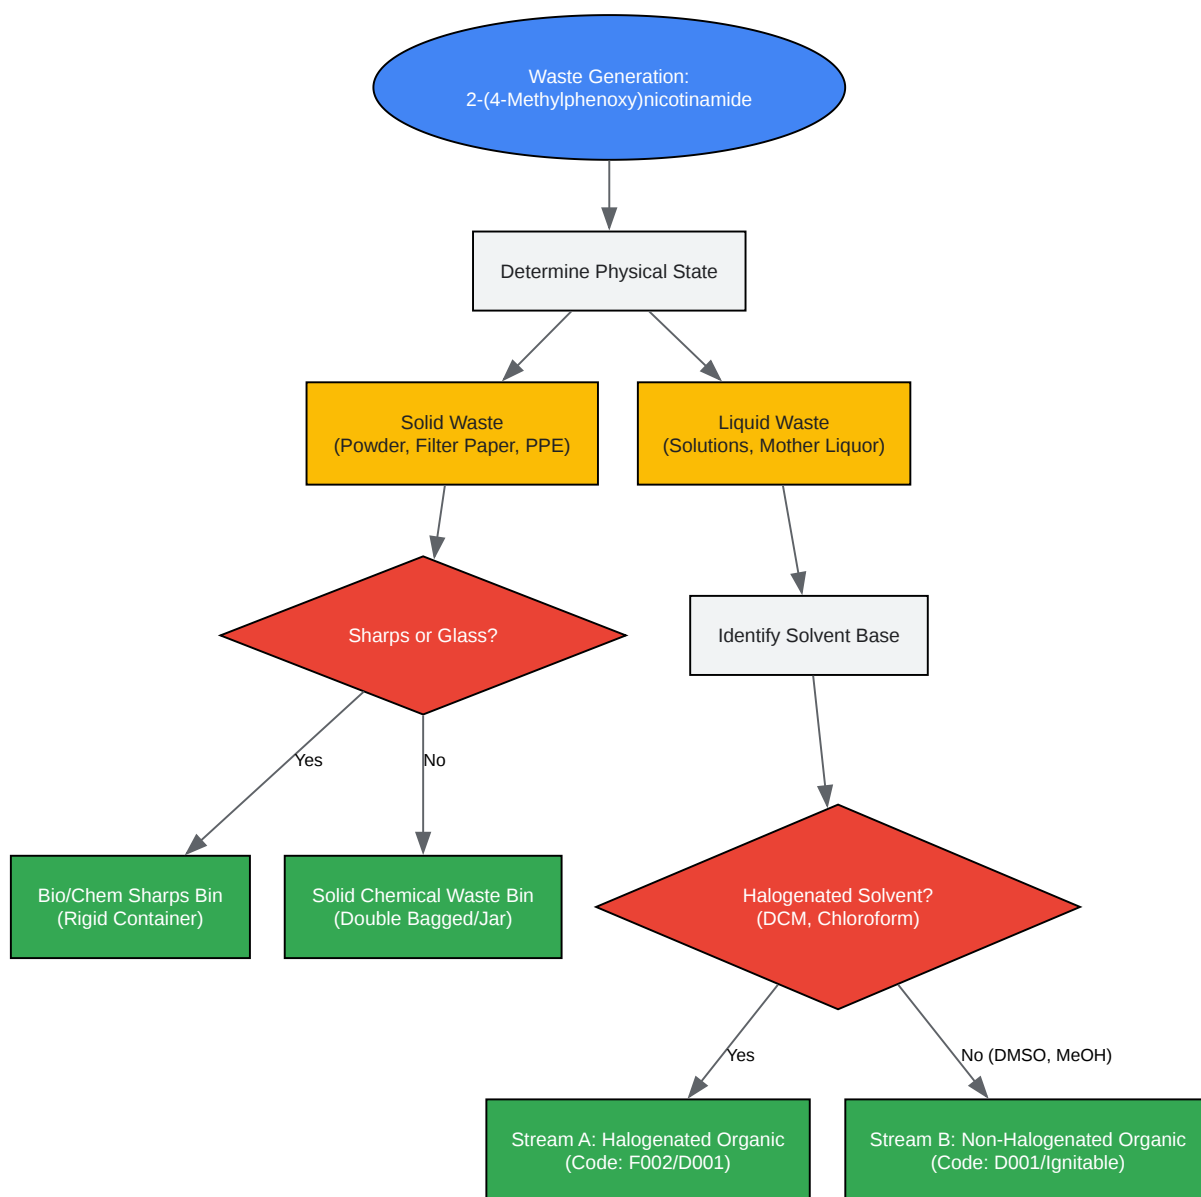 Waste Generation:
2-(4-Methylphenoxy)nicotinamide
Determine Physical State
Solid Waste
(Powder, Filter Paper, PPE)
Liquid Waste
(Solutions, Mother Liquor)
Sharps or Glass?
Identify Solvent Base
Yes
No
Bio/Chem Sharps Bin
(Rigid Container)
Solid Chemical Waste Bin
(Double Bagged/Jar)
Halogenated Solvent?
(DCM, Chloroform)
Yes
No (DMSO, MeOH)
Stream A: Halogenated Organic
(Code: F002/D001)
Stream B: Non-Halogenated Organic
(Code: D001/Ignitable)